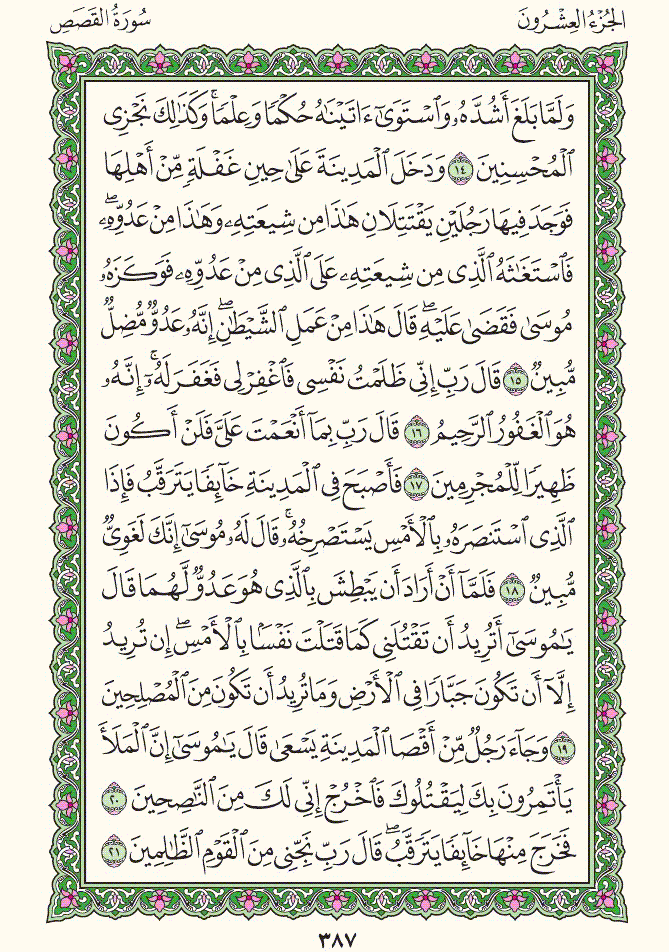 الجُزْءُ العِشْرُونَ
سُورَةُ القَصَصِ
وَلَمَّا بَلَغَ أَشُدَّهُۥ وَٱسْتَوَىٰٓ ءَاتَيْنَٰهُ حُكْمًا وَعِلْمًاۚ وَكَذَٰلِكَ نَجْزِى
ٱلْمُحْسِنِينَ ١٤ وَدَخَلَ ٱلْمَدِينَةَ عَلَىٰ حِينِ غَفْلَةٍ مِّنْ أَهْلِهَا
فَوَجَدَ فِيهَا رَجُلَيْنِ يَقْتَتِلَانِ هَٰذَا مِن شِيعَتِهِۦ وَهَٰذَا مِنْ عَدُوِّهِۦۖ
فَٱسْتَغَٰثَهُ ٱلَّذِى مِن شِيعَتِهِۦ عَلَى ٱلَّذِى مِنْ عَدُوِّهِۦ فَوَكَزَهُۥ
مُوسَىٰ فَقَضَىٰ عَلَيْهِۖ قَالَ هَٰذَا مِنْ عَمَلِ ٱلشَّيْطَٰنِۖ إِنَّهُۥ عَدُوٌّ مُّضِلٌّ
مُّبِينٌ ١٥ قَالَ رَبِّ إِنِّى ظَلَمْتُ نَفْسِى فَٱغْفِرْ لِى فَغَفَرَ لَهُۥٓۚ إِنَّهُۥ
هُوَ ٱلْغَفُورُ ٱلرَّحِيمُ ١٦ قَالَ رَبِّ بِمَآ أَنْعَمْتَ عَلَىَّ فَلَنْ أَكُونَ
ظَهِيرًا لِّلْمُجْرِمِينَ ١٧ فَأَصْبَحَ فِى ٱلْمَدِينَةِ خَآئِفًا يَتَرَقَّبُ فَإِذَا
ٱلَّذِى ٱسْتَنصَرَهُۥ بِٱلْأَمْسِ يَسْتَصْرِخُهُۥۚ قَالَ لَهُۥ مُوسَىٰٓ إِنَّكَ لَغَوِىٌّ
مُّبِينٌ ١٨ فَلَمَّآ أَنْ أَرَادَ أَن يَبْطِشَ بِٱلَّذِى هُوَ عَدُوٌّ لَّهُمَا قَالَ
يَٰمُوسَىٰٓ أَتُرِيدُ أَن تَقْتُلَنِى كَمَا قَتَلْتَ نَفْسًۢا بِٱلْأَمْسِۖ إِن تُرِيدُ
إِلَّآ أَن تَكُونَ جَبَّارًا فِى ٱلْأَرْضِ وَمَا تُرِيدُ أَن تَكُونَ مِنَ ٱلْمُصْلِحِينَ
١٩ وَجَآءَ رَجُلٌ مِّنْ أَقْصَا ٱلْمَدِينَةِ يَسْعَىٰ قَالَ يَٰمُوسَىٰٓ إِنَّ ٱلْمَلَأَ
يَأْتَمِرُونَ بِكَ لِيَقْتُلُوكَ فَٱخْرُجْ إِنِّى لَكَ مِنَ ٱلنَّٰصِحِينَ ٢٠
فَخَرَجَ مِنْهَا خَآئِفًا يَتَرَقَّبُۖ قَالَ رَبِّ نَجِّنِى مِنَ ٱلْقَوْمِ ٱلظَّٰلِمِينَ ٢١
٣٨٧